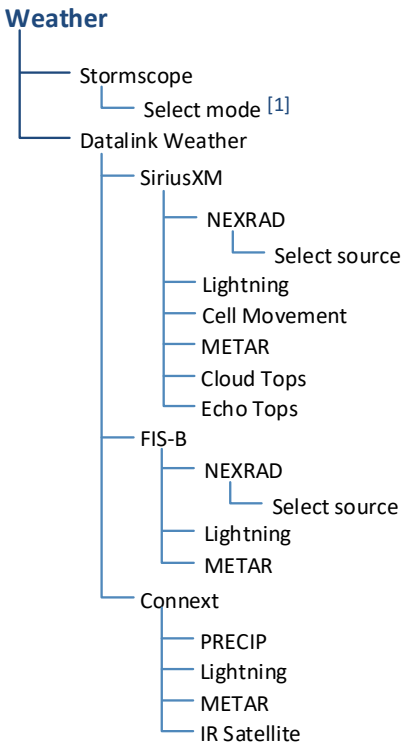 Weather
Stormscope
Select mode [1]
Datalink Weather
SiriusXM
NEXRAD
Select source
Lightning
Cell Movement
METAR
Cloud Tops
Echo Tops
FIS-B
NEXRAD
Select source
Lightning
METAR
Connext
PRECIP
Lightning
METAR
IR Satellite